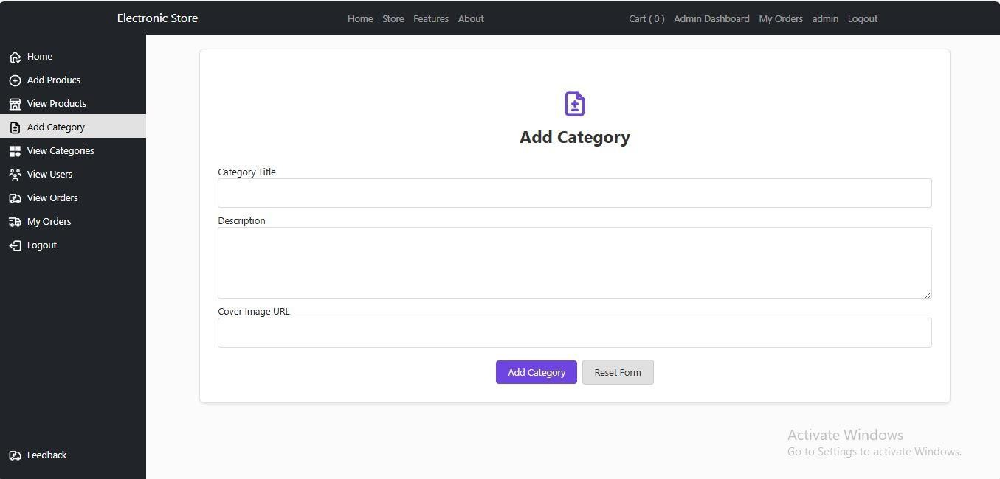 Electronic Store
Home Store Features About
Cart ( 0 ) Admin Dashboard My Orders admin Logout
Home
Add Producs
View Products
Add Category
View Categories
View Users
View Orders
My Orders
Logout
Feedback
Add Category
Category Title
Description
Cover Image URL
Add Category Reset Form
Activate Windows
Go to Settings to activate Windows.